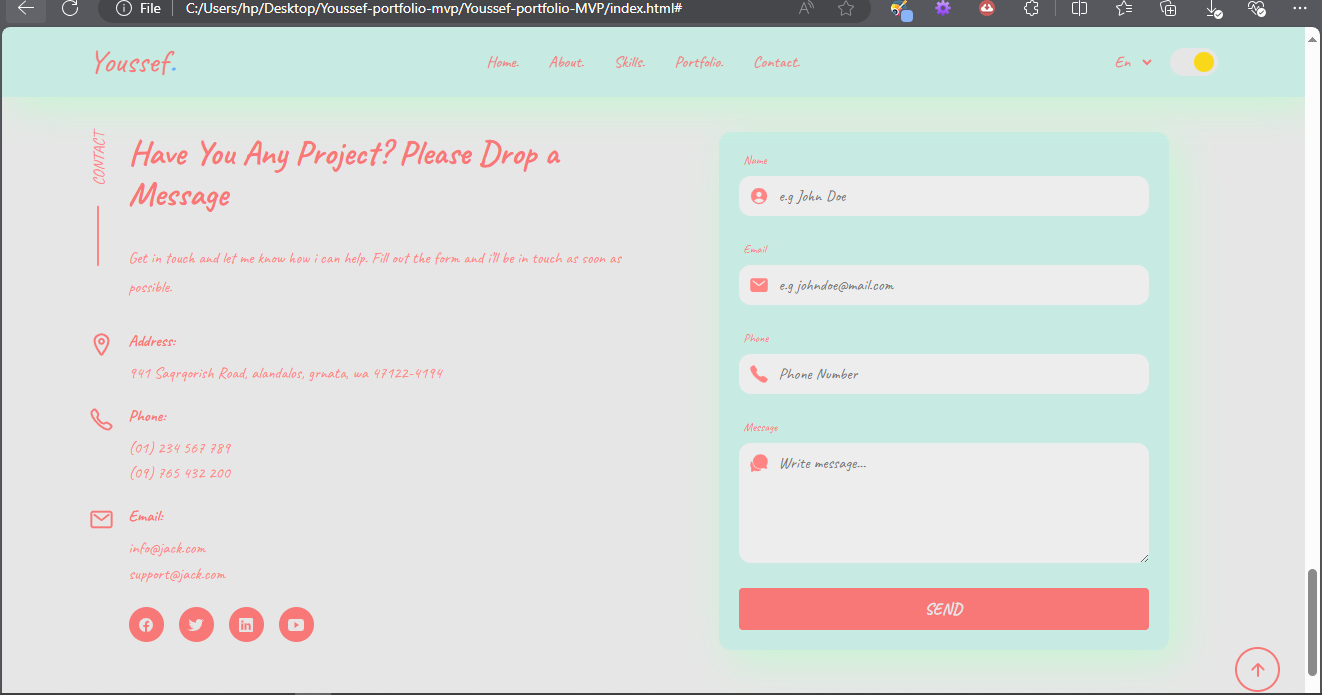 File
C:/Users/hp/Desktop/Youssef-portfolio-mvp/Youssef-portfolio-MVP/index.html#
Youssef.
Home.
About.
Skills.
Portfolio.
Contact.
En
CONTACT
Have You Any Project? Please Drop a
Message
Get in touch and let me know how i can help. Fill out the form and i'll be in touch as soon as
possible.
Address:
941 Saqrqorish Road, alandalos, grnata, wa 47122-4194
Phone:
(01) 234 567 789
(09) 765 432 200
Email:
info@jack.com
support@jack.com
Name
e.g John Doe
Email
e.g johndoe@mail.com
Phone
Phone Number
Message
Write message...
SEND